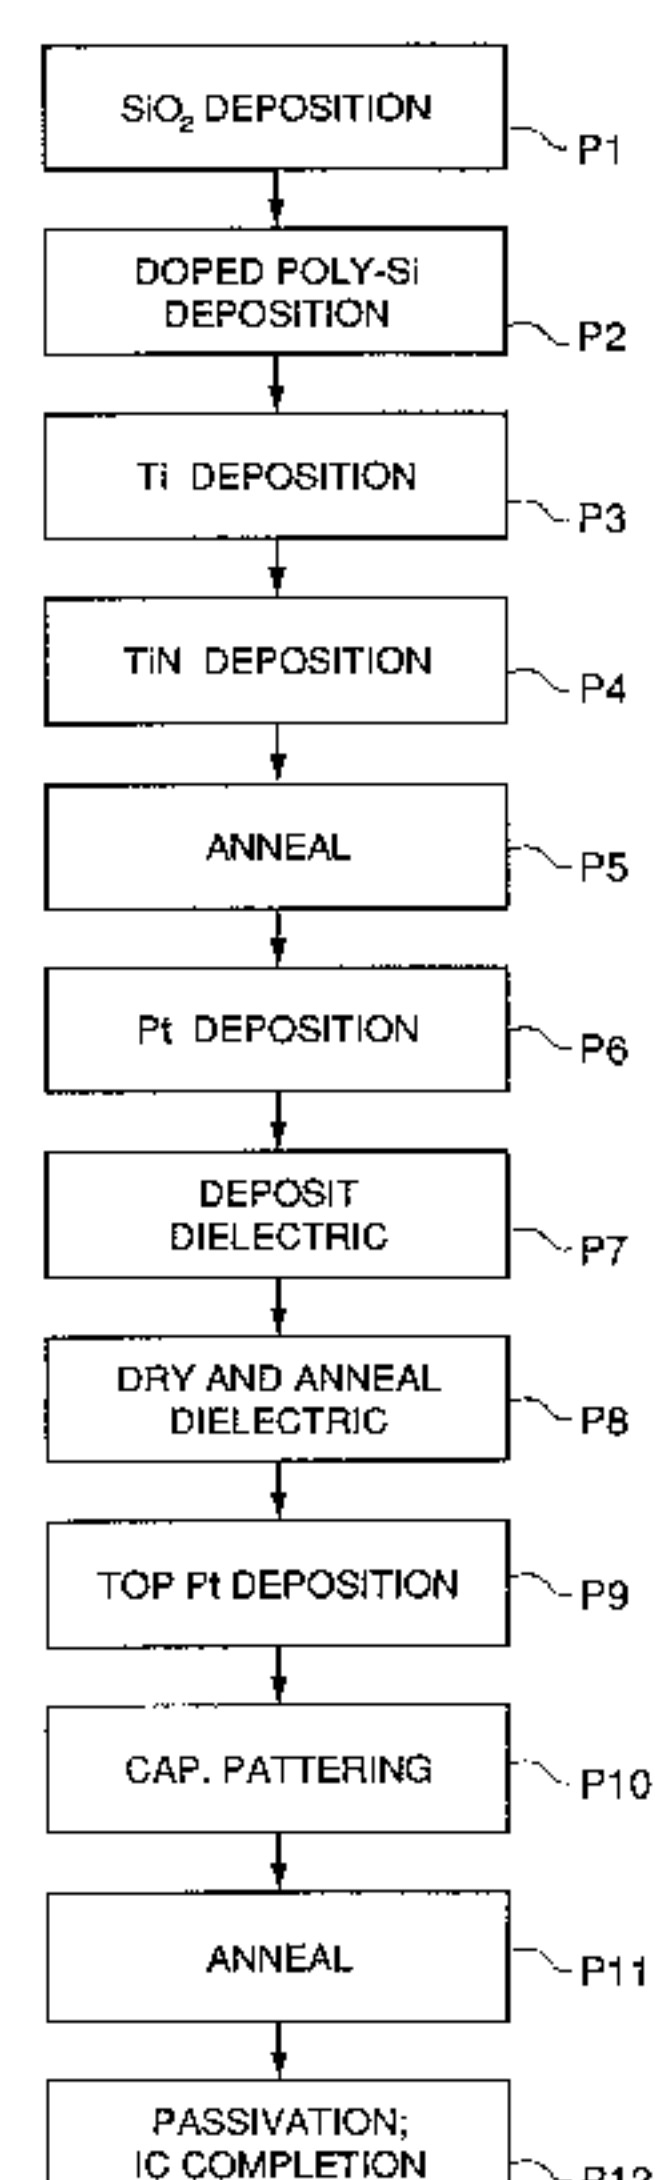 SiO₂ DEPOSITION
P1
DOPED POLY-Si
DEPOSITION
P2
Ti DEPOSITION
P3
TiN DEPOSITION
P4
ANNEAL
P5
Pt DEPOSITION
P6
DEPOSIT
DIELECTRIC
P7
DRY AND ANNEAL
DIELECTRIC
P8
TOP Pt DEPOSITION
P9
CAP. PATTERING
P10
ANNEAL
P11
PASSIVATION;
IC COMPLETION
P12